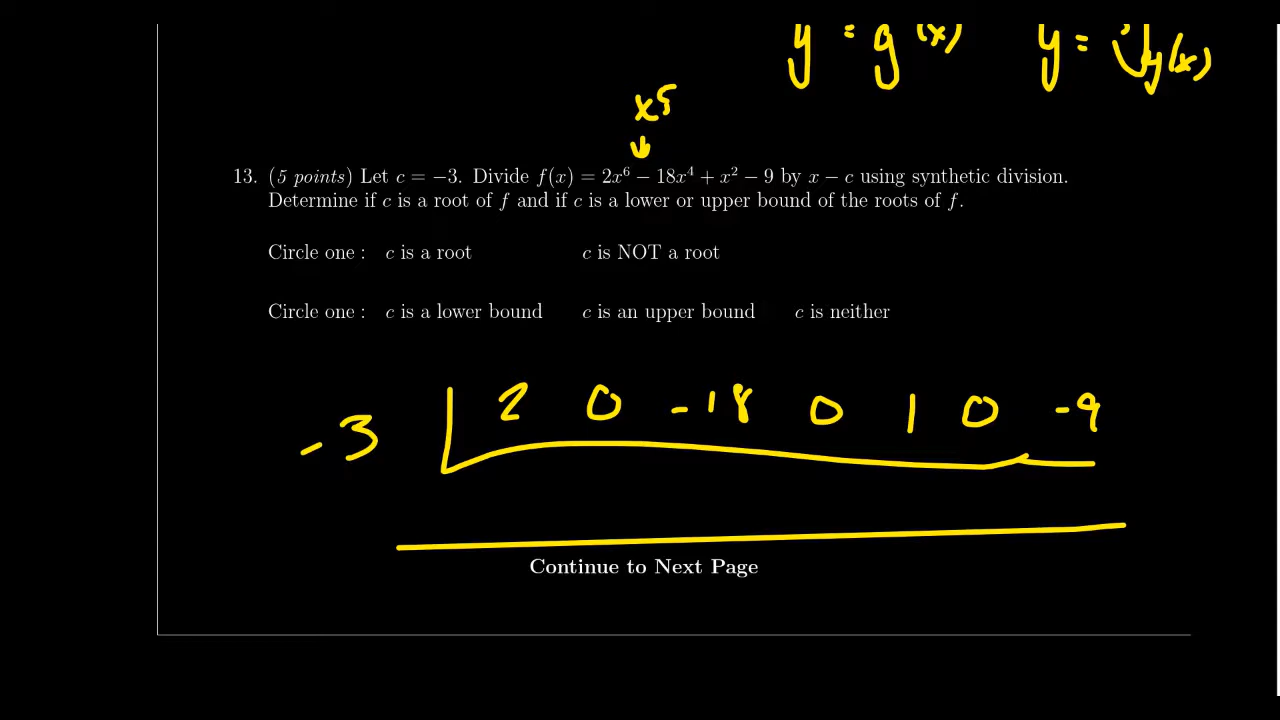 y = g(x) y = g(x)
x⁵
↓
13. (5 points) Let c = −3. Divide f(x) = 2x⁶ − 18x⁴ + x² − 9 by x − c using synthetic division.
Determine if c is a root of f and if c is a lower or upper bound of the roots of f.
Circle one : c is a root c is NOT a root
Circle one : c is a lower bound c is an upper bound c is neither
-3 2 0 -18 0 1 0 -9
Continue to Next Page